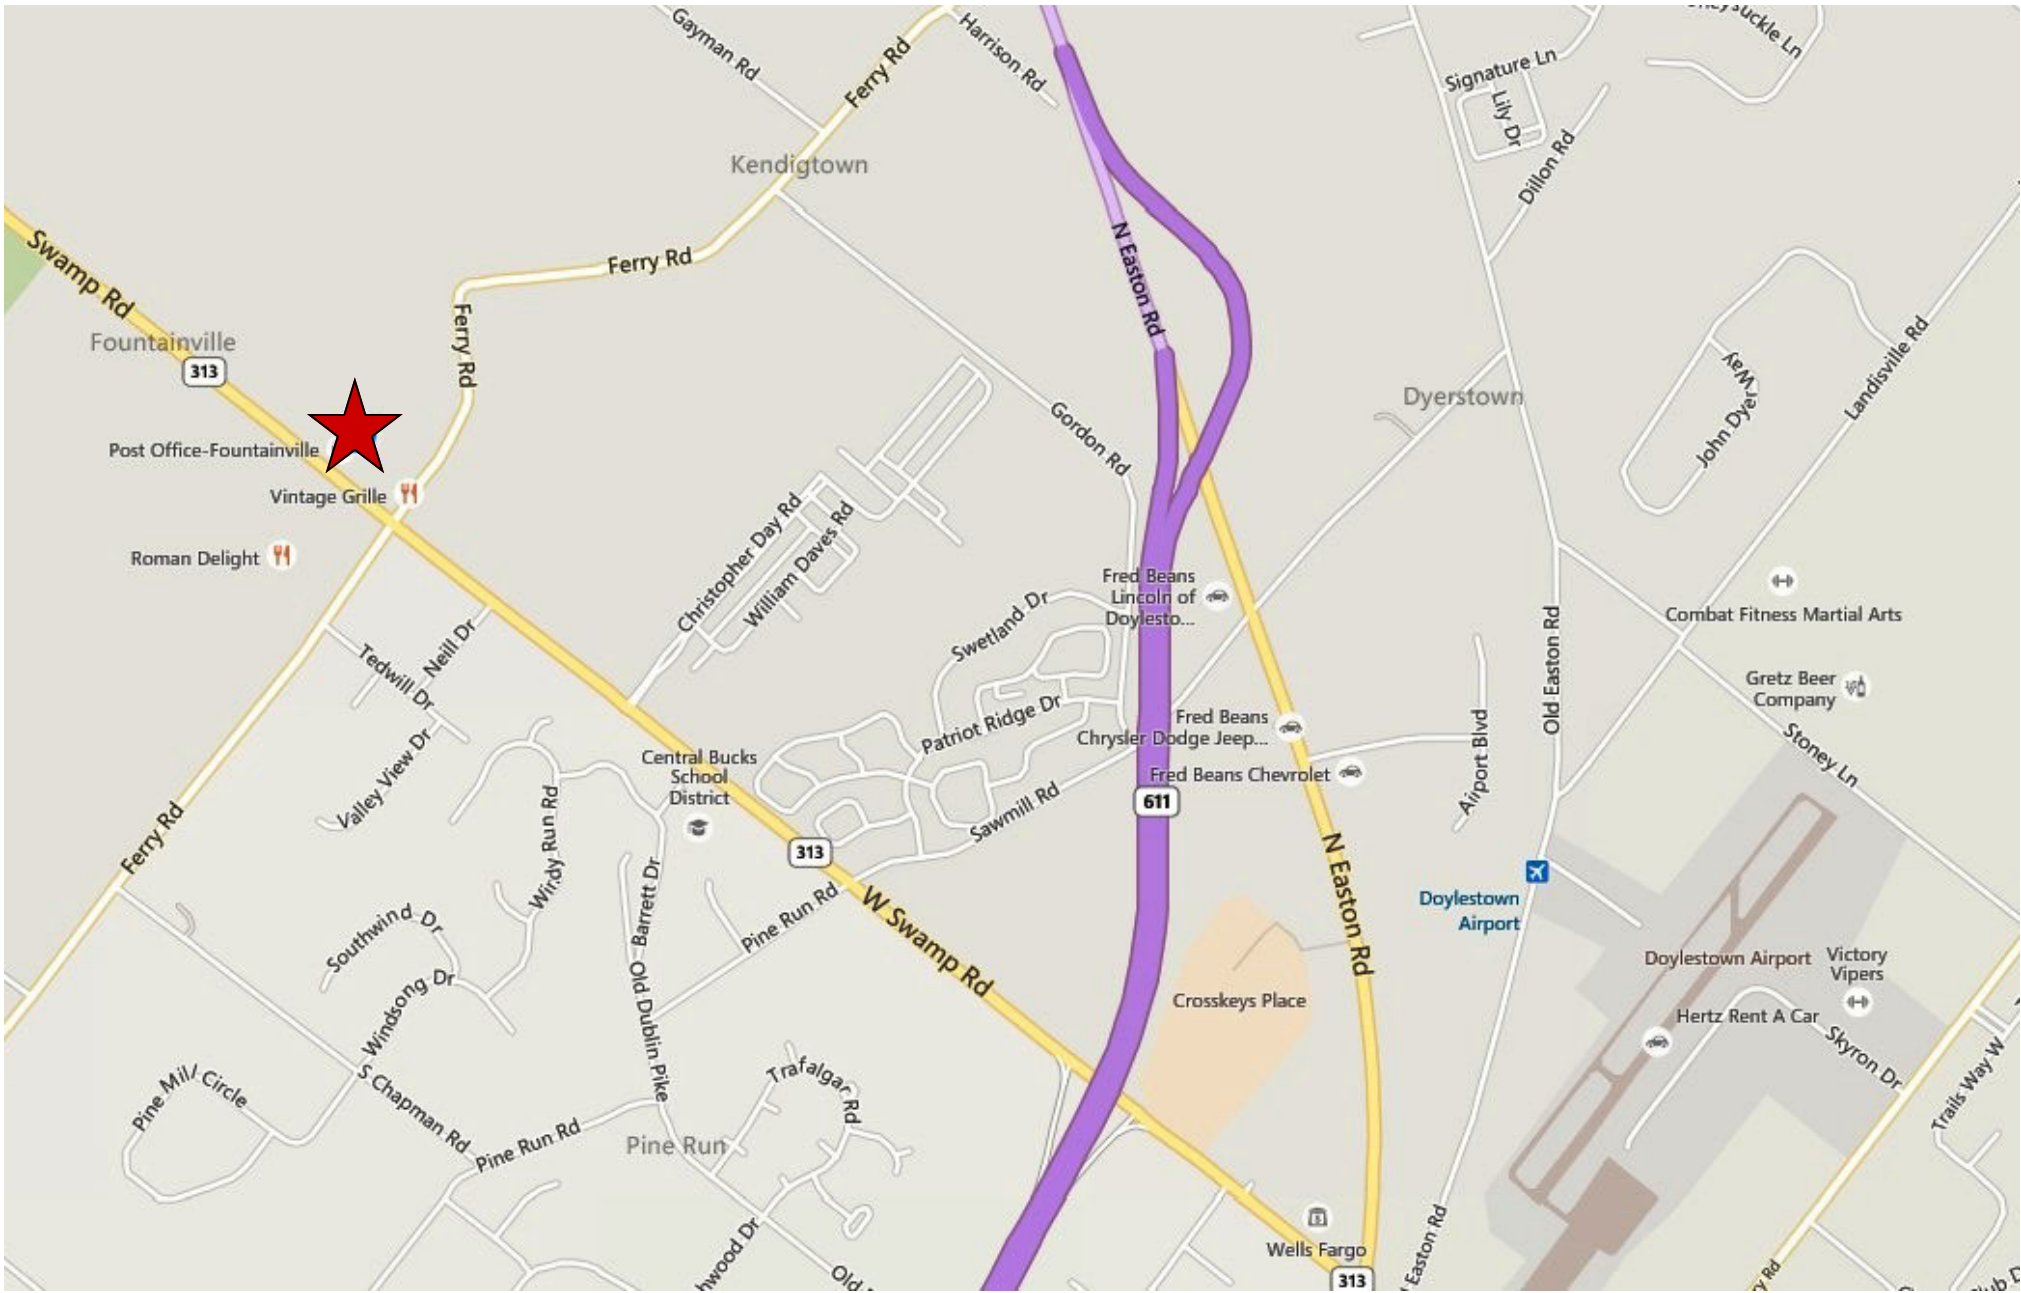 Gayman Rd
Ferry Rd
Harrison Rd
Signature Ln
Lily Dr
Dillon Rd
Kendigtown
Swamp Rd
Ferry Rd
N Easton Rd
Fountainville
313
Ferry Rd
Post Office-Fountainville
Vintage Grille
Roman Delight
Gordon Rd
Dyerstown
John Dyer Way
Landisville Rd
Christopher Day Rd
William Daves Rd
Fred Beans
Lincoln of
Doylesto...
Swetland Dr
Combat Fitness Martial Arts
Old Easton Rd
Neill Dr
Tedwill Dr
Valley View Dr
Gretz Beer
Company
Patriot Ridge Dr
Fred Beans
Chrysler Dodge Jeep...
Fred Beans Chevrolet
Airport Blvd
Stoney Ln
Central Bucks
School
District
611
Sawmill Rd
313
Ferry Rd
Windy Run Rd
Barrett Dr
Pine Run Rd
W Swamp Rd
N Easton Rd
Doylestown
Airport
Southwind Dr
Windsong Dr
Old Dublin Pike
Crosskeys Place
Doylestown Airport
Victory
Vipers
Hertz Rent A Car
Skyron Dr
Pine Mill Circle
S Chapman Rd
Pine Run Rd
Trafalgar Rd
Pine Run
Trails Way W
hwood Dr
Old
Wells Fargo
313
Easton Rd
ry Rd